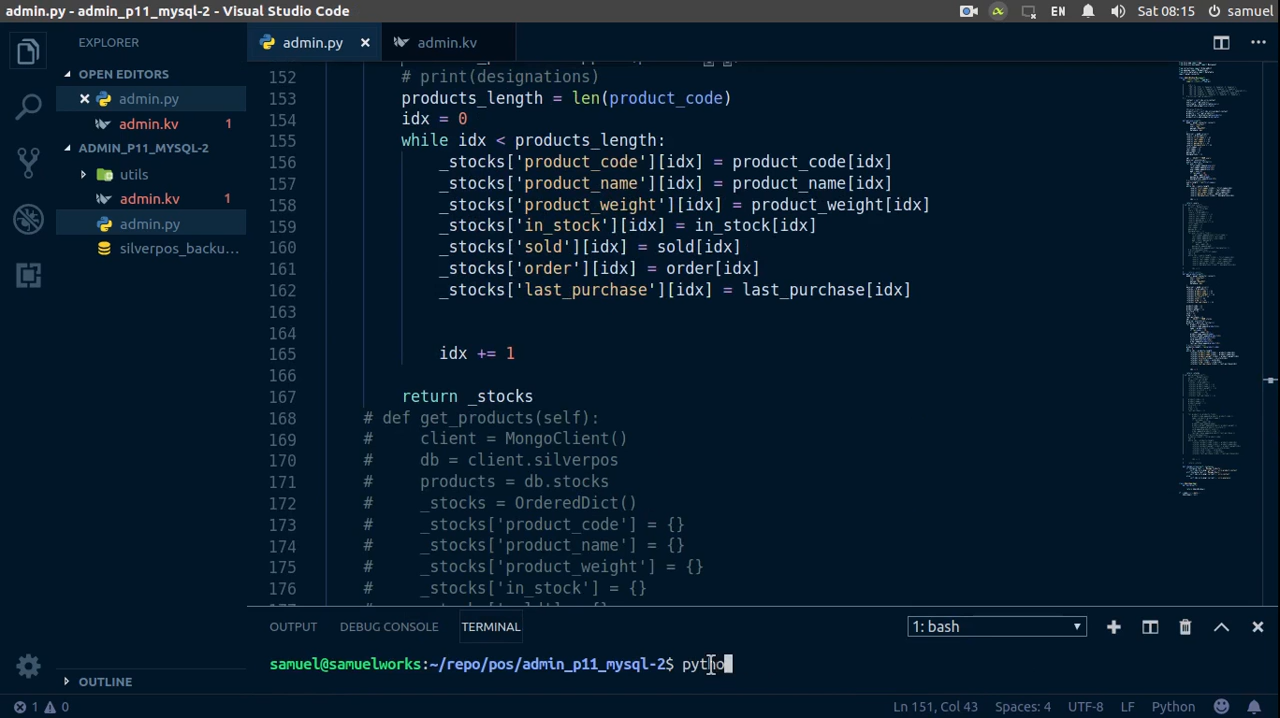 admin.py - admin_p11_mysql-2 - Visual Studio Code
EN
Sat 08:15
samuel
EXPLORER
OPEN EDITORS
admin.py
admin.kv 1
ADMIN_P11_MYSQL-2
utils
admin.kv 1
admin.py
silverpos_backu...
OUTLINE
admin.py
admin.kv
152 # print(designations)
153 products_length = len(product_code)
154 idx = 0
155 while idx < products_length:
156 _stocks['product_code'][idx] = product_code[idx]
157 _stocks['product_name'][idx] = product_name[idx]
158 _stocks['product_weight'][idx] = product_weight[idx]
159 _stocks['in_stock'][idx] = in_stock[idx]
160 _stocks['sold'][idx] = sold[idx]
161 _stocks['order'][idx] = order[idx]
162 _stocks['last_purchase'][idx] = last_purchase[idx]
163
164
165 idx += 1
166
167 return _stocks
168 # def get_products(self):
169 # client = MongoClient()
170 # db = client.silverpos
171 # products = db.stocks
172 # _stocks = OrderedDict()
173 # _stocks['product_code'] = {}
174 # _stocks['product_name'] = {}
175 # _stocks['product_weight'] = {}
176 # _stocks['in_stock'] = {}
OUTPUT DEBUG CONSOLE TERMINAL
1: bash
samuel@samuelworks:~/repo/pos/admin_p11_mysql-2$ pytho
1 0
Ln 151, Col 43 Spaces: 4 UTF-8 LF Python